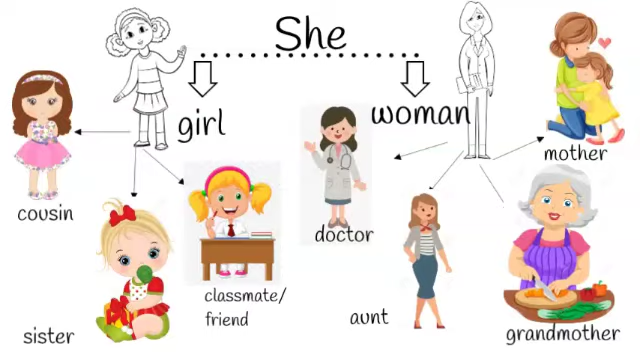 She
girl
woman
mother
cousin
doctor
classmate/
friend
aunt
sister
grandmother